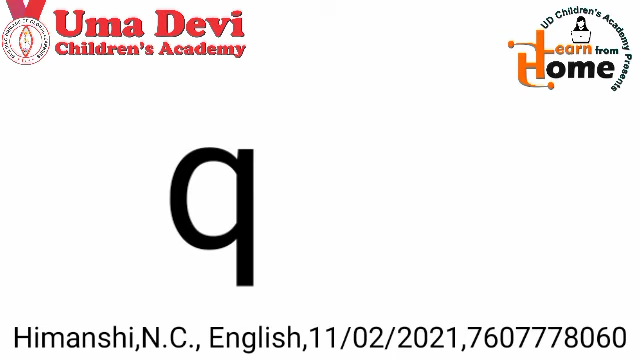 Uma Devi
Children's Academy
UD Children's Academy Presents
Learn from
Home
q
Himanshi,N.C., English,11/02/2021,7607778060